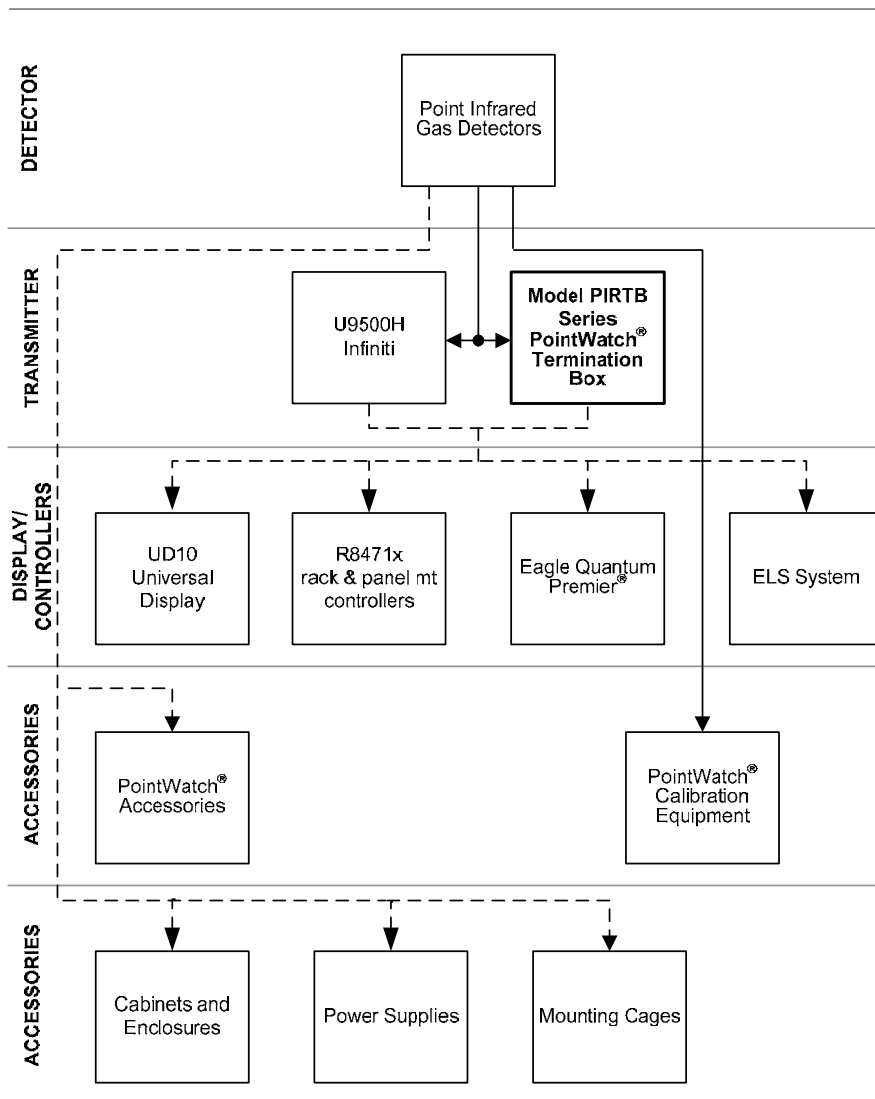 DETECTOR
Point Infrared
Gas Detectors
TRANSMITTER
U9500H
Infiniti
Model PIRTB
Series
PointWatch®
Termination
Box
DISPLAY/
CONTROLLERS
UD10
Universal
Display
R8471x
rack & panel mt
controllers
Eagle Quantum
Premier®
ELS System
ACCESSORIES
PointWatch®
Accessories
PointWatch®
Calibration
Equipment
ACCESSORIES
Cabinets and
Enclosures
Power Supplies
Mounting Cages